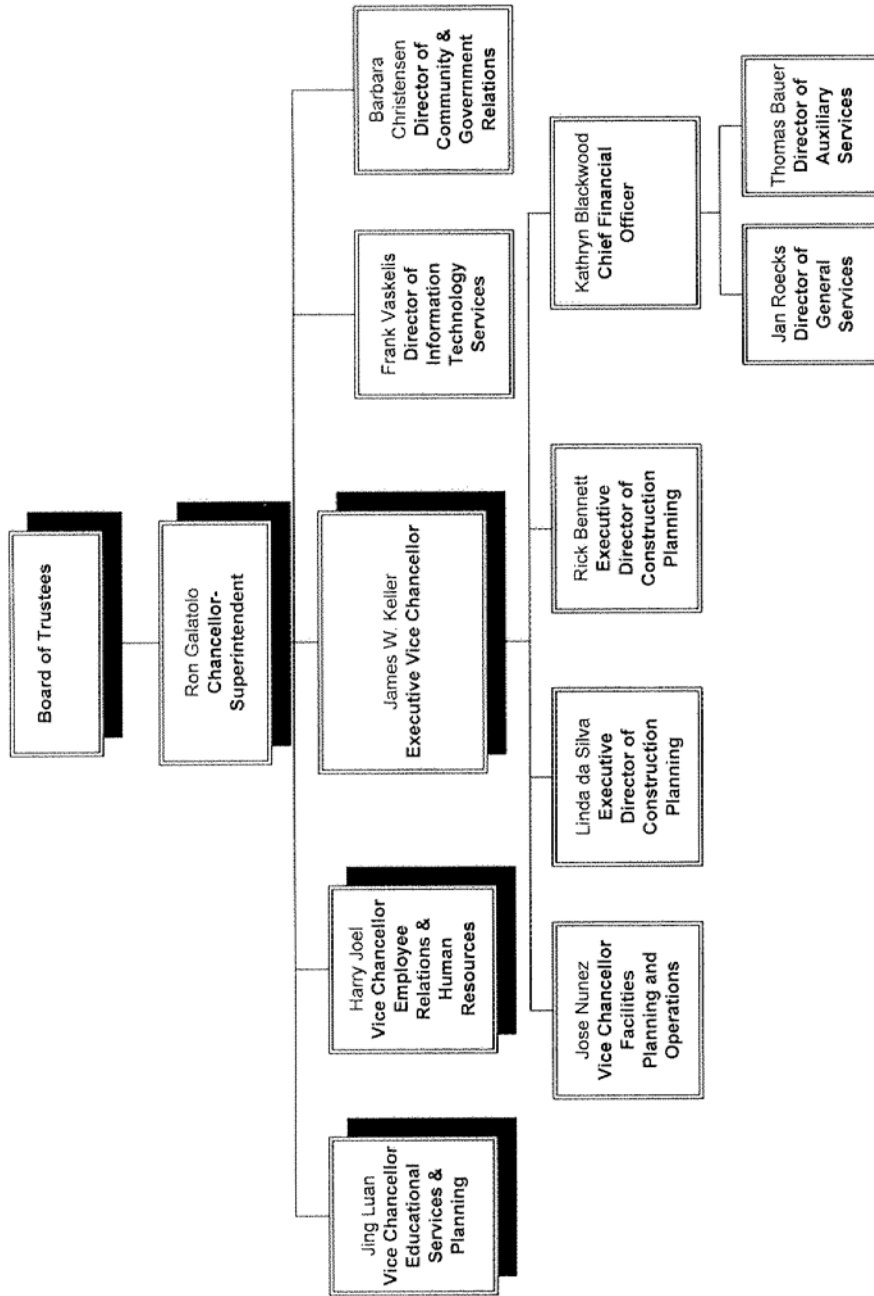 Board of Trustees
Ron Galatolo
Chancellor-
Superintendent
Jing Luan
Vice Chancellor
Educational
Services &
Planning
Harry Joel
Vice Chancellor
Employee
Relations &
Human
Resources
James W. Keller
Executive Vice Chancellor
Frank Vaskelis
Director of
Information
Technology
Services
Barbara
Christensen
Director of
Community &
Government
Relations
Jose Nunez
Vice Chancellor
Facilities
Planning and
Operations
Linda da Silva
Executive
Director of
Construction
Planning
Rick Bennett
Executive
Director of
Construction
Planning
Kathryn Blackwood
Chief Financial
Officer
Jan Roecks
Director of
General
Services
Thomas Bauer
Director of
Auxiliary
Services